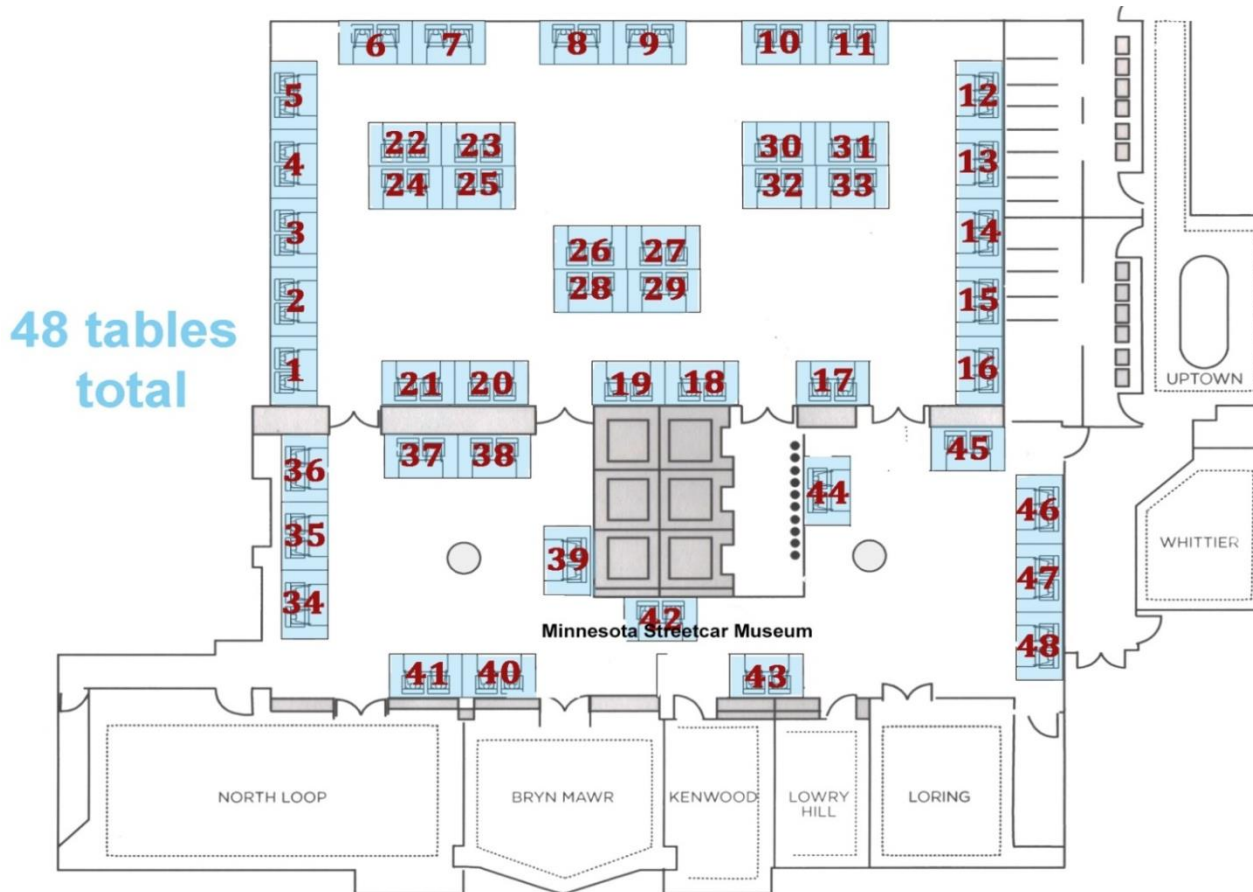 6 7 8 9 10 11
5 12
22 23 30 31
4 13
24 25 32 33
3 14
26 27
28 29
2 15
48 tables
total
1 21 20 19 18 17 16
UPTOWN
36 37 38 45
44 46
35 39
WHITTIER
47
34
42
Minnesota Streetcar Museum
48
41 40 43
NORTH LOOP
BRYN MAWR
KENWOOD
LOWRY
HILL
LORING